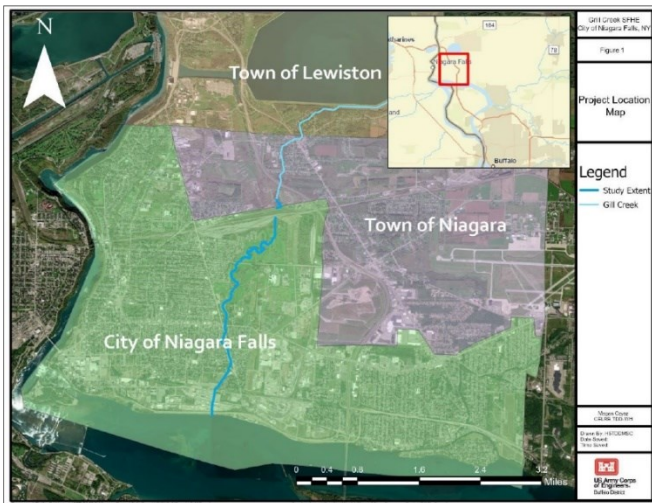 N
Town of Lewiston
Town of Niagara
City of Niagara Falls
Niagara Falls
Buffalo
0 0.4 0.8 1.6 2.4 3.2
Miles
Gill Creek SFHE
City of Niagara Falls, NY
Figure 1
Project Location
Map
Legend
Study Extent
Gill Creek
US Army Corps
of Engineers
Buffalo District